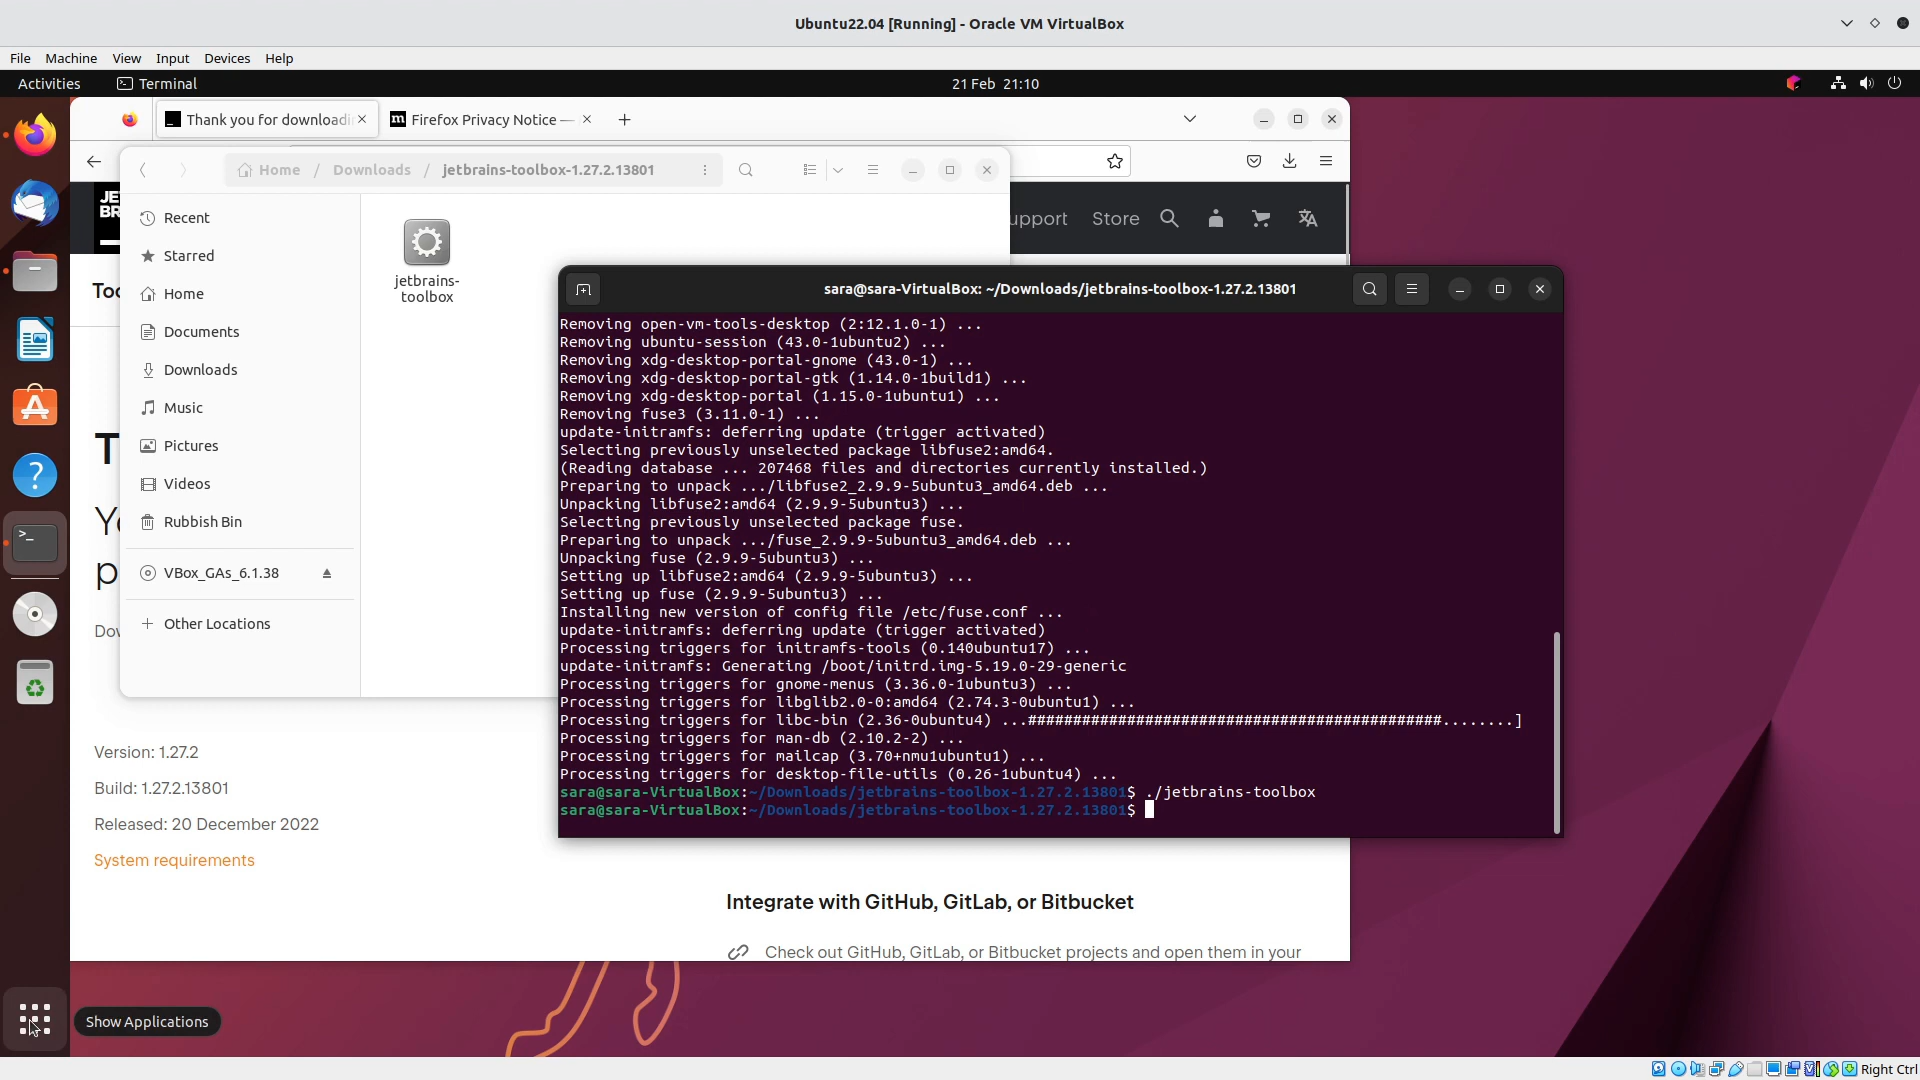 Ubuntu22.04 [Running] - Oracle VM VirtualBox
File Machine View Input Devices Help
Activities Terminal 21 Feb 21:10
Thank you for downloadi Firefox Privacy Notice —
Home / Downloads / jetbrains-toolbox-1.27.2.13801
JE
BR
upport Store
Too
Recent
Starred
Home
Documents
Downloads
Music
Pictures
Videos
Rubbish Bin
VBox_GAs_6.1.38
Other Locations
jetbrains-
toolbox
T
Yo
p
Dow
Version: 1.27.2
Build: 1.27.2.13801
Released: 20 December 2022
System requirements
sara@sara-VirtualBox: ~/Downloads/jetbrains-toolbox-1.27.2.13801
Removing open-vm-tools-desktop (2:12.1.0-1) ...
Removing ubuntu-session (43.0-1ubuntu2) ...
Removing xdg-desktop-portal-gnome (43.0-1) ...
Removing xdg-desktop-portal-gtk (1.14.0-1build1) ...
Removing xdg-desktop-portal (1.15.0-1ubuntu1) ...
Removing fuse3 (3.11.0-1) ...
update-initramfs: deferring update (trigger activated)
Selecting previously unselected package libfuse2:amd64.
(Reading database ... 207468 files and directories currently installed.)
Preparing to unpack .../libfuse2_2.9.9-5ubuntu3_amd64.deb ...
Unpacking libfuse2:amd64 (2.9.9-5ubuntu3) ...
Selecting previously unselected package fuse.
Preparing to unpack .../fuse_2.9.9-5ubuntu3_amd64.deb ...
Unpacking fuse (2.9.9-5ubuntu3) ...
Setting up libfuse2:amd64 (2.9.9-5ubuntu3) ...
Setting up fuse (2.9.9-5ubuntu3) ...
Installing new version of config file /etc/fuse.conf ...
update-initramfs: deferring update (trigger activated)
Processing triggers for initramfs-tools (0.140ubuntu17) ...
update-initramfs: Generating /boot/initrd.img-5.19.0-29-generic
Processing triggers for gnome-menus (3.36.0-1ubuntu3) ...
Processing triggers for libglib2.0-0:amd64 (2.74.3-0ubuntu1) ...
Processing triggers for libc-bin (2.36-0ubuntu4) ...##############################################........]
Processing triggers for man-db (2.10.2-2) ...
Processing triggers for mailcap (3.70+nmu1ubuntu1) ...
Processing triggers for desktop-file-utils (0.26-1ubuntu4) ...
sara@sara-VirtualBox:~/Downloads/jetbrains-toolbox-1.27.2.13801$ ./jetbrains-toolbox
sara@sara-VirtualBox:~/Downloads/jetbrains-toolbox-1.27.2.13801$
Integrate with GitHub, GitLab, or Bitbucket
Check out GitHub, GitLab, or Bitbucket projects and open them in your
Show Applications
Right Ctrl